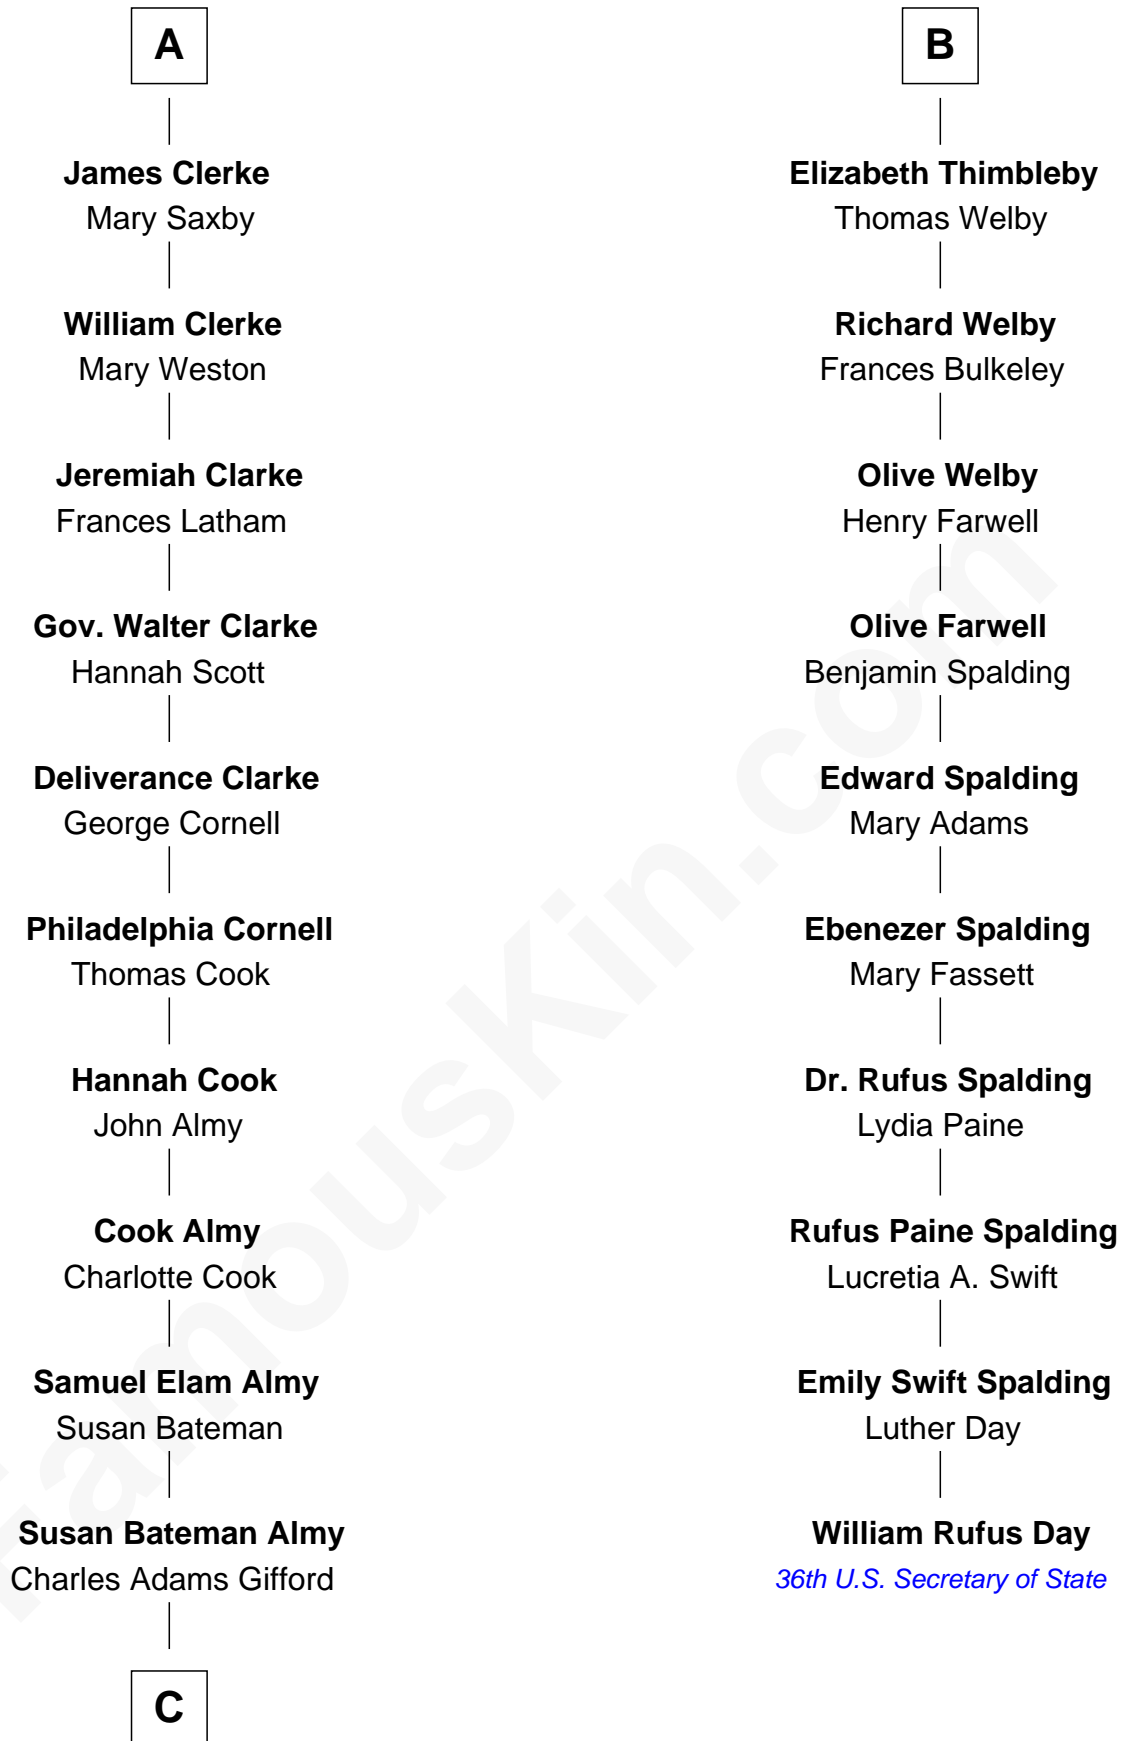 A
James Clerke
Mary Saxby
William Clerke
Mary Weston
Jeremiah Clarke
Frances Latham
Gov. Walter Clarke
Hannah Scott
Deliverance Clarke
George Cornell
Philadelphia Cornell
Thomas Cook
Hannah Cook
John Almy
Cook Almy
Charlotte Cook
Samuel Elam Almy
Susan Bateman
Susan Bateman Almy
Charles Adams Gifford
C
B
Elizabeth Thimbleby
Thomas Welby
Richard Welby
Frances Bulkeley
Olive Welby
Henry Farwell
Olive Farwell
Benjamin Spalding
Edward Spalding
Mary Adams
Ebenezer Spalding
Mary Fassett
Dr. Rufus Spalding
Lydia Paine
Rufus Paine Spalding
Lucretia A. Swift
Emily Swift Spalding
Luther Day
William Rufus Day
36th U.S. Secretary of State
FamousKin.com